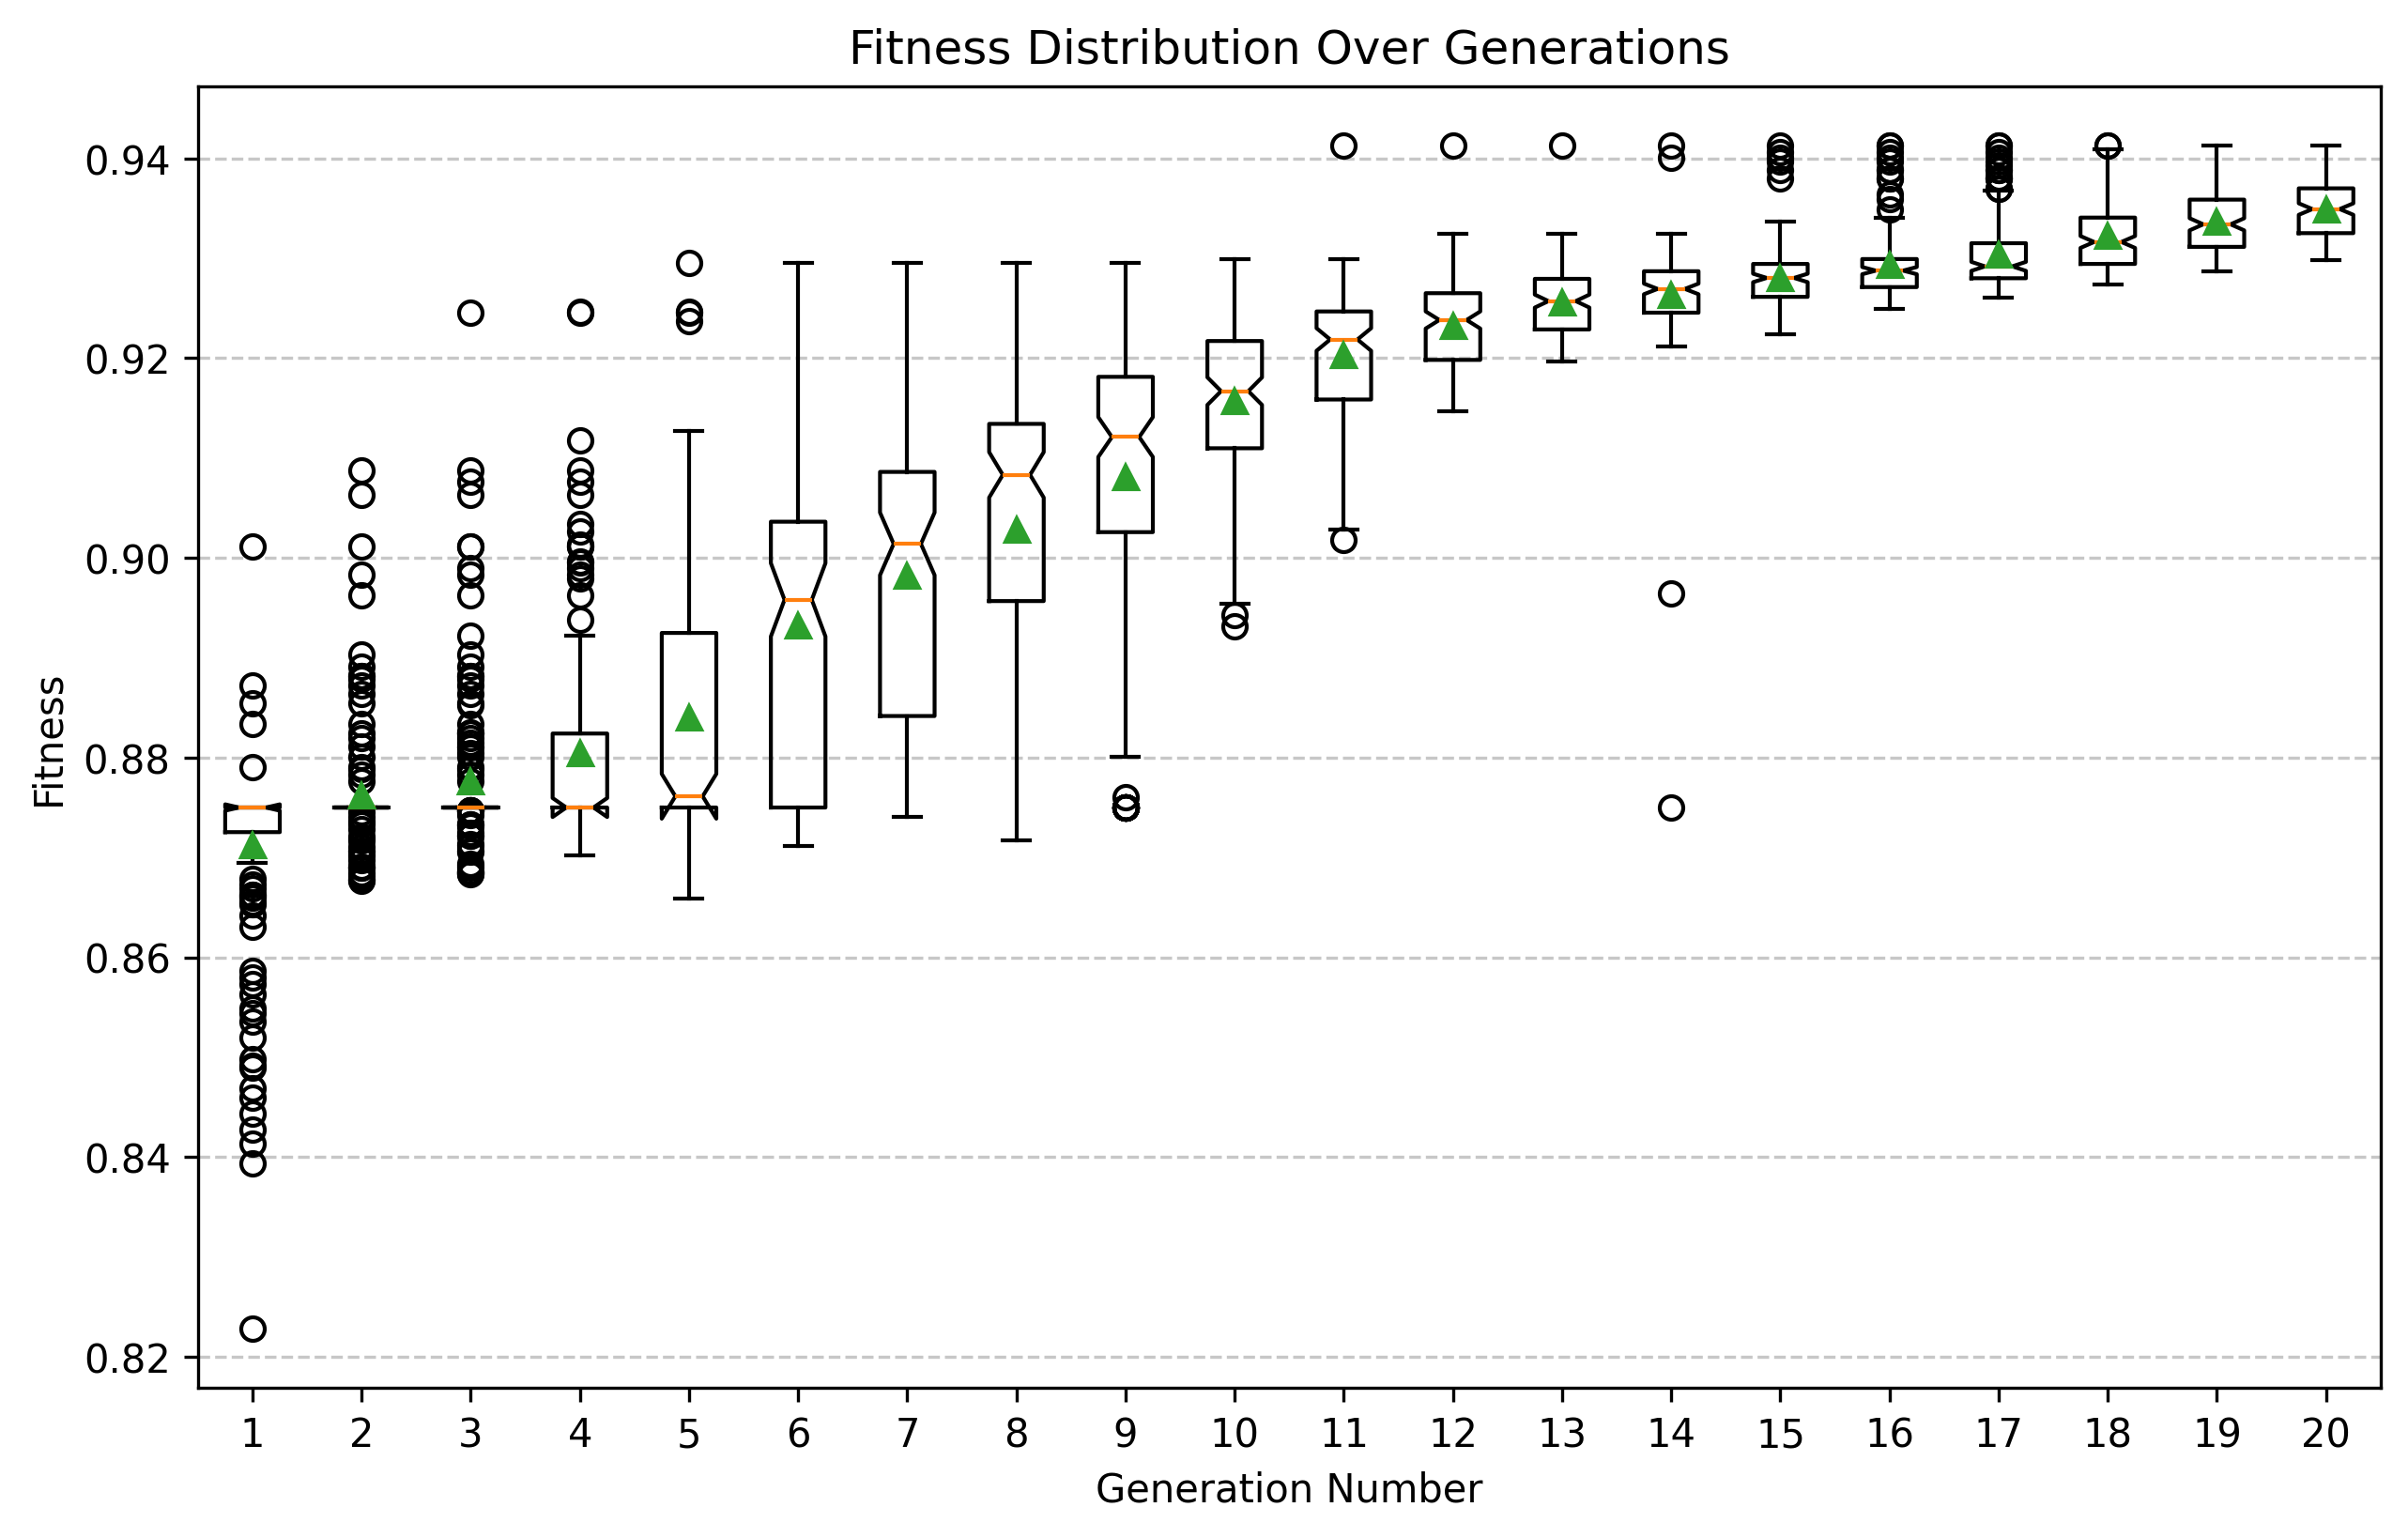 Fitness Distribution Over Generations
Fitness
0.94
0.92
0.90
0.88
0.86
0.84
0.82
1 2 3 4 5 6 7 8 9 10 11 12 13 14 15 16 17 18 19 20
Generation Number